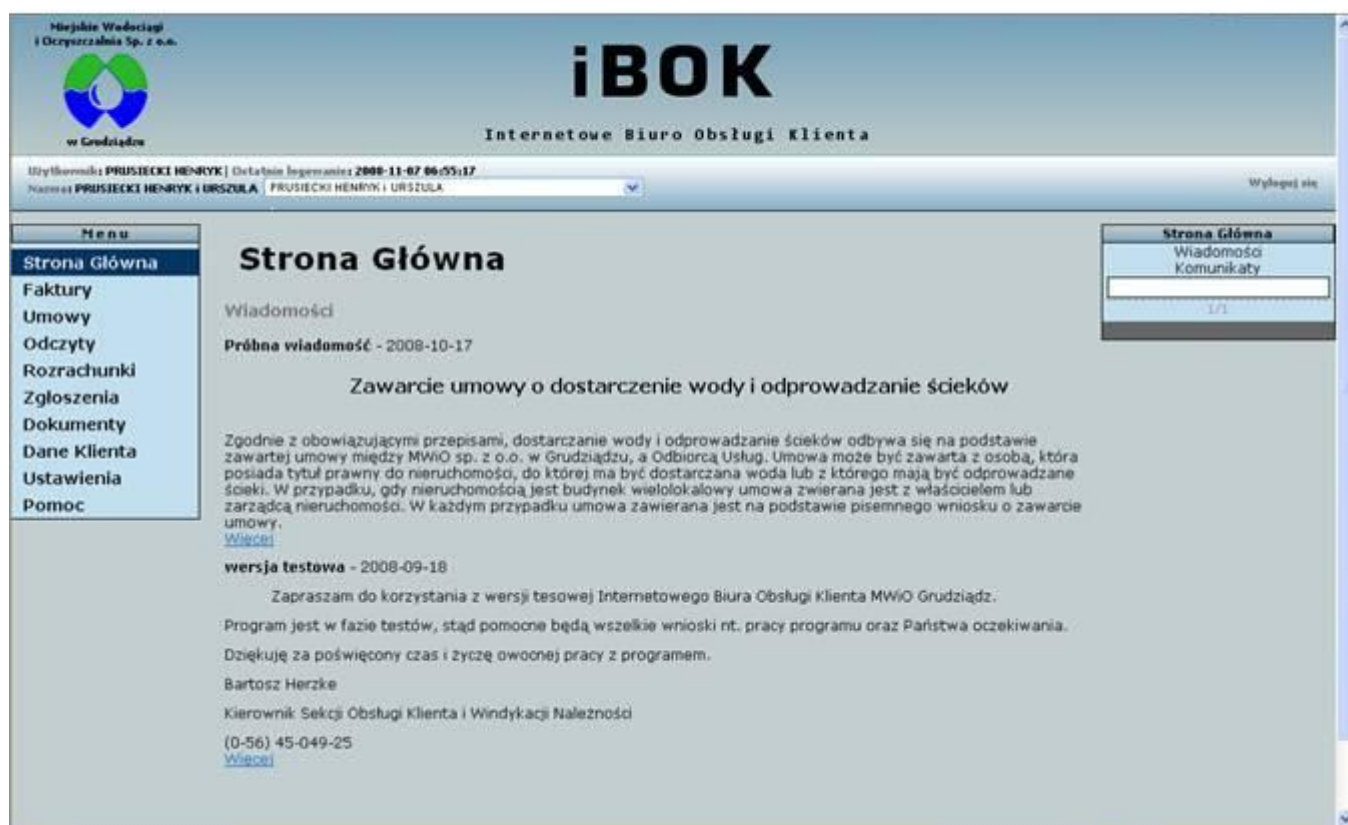 Miejskie Wodociągi
i Oczyszczalnia Sp. z o.o.
w Grudziądzu
iBOK
Internetowe Biuro Obsługi Klienta
Użytkownik: PRUSIECKI HENRYK | Ostatnie logowanie: 2008-11-07 06:55:17
Nazwa: PRUSIECKI HENRYK i URSZULA PRUSIECKI HENRYK i URSZULA
Wyloguj się
Menu
Strona Główna
Faktury
Umowy
Odczyty
Rozrachunki
Zgłoszenia
Dokumenty
Dane Klienta
Ustawienia
Pomoc
Strona Główna
Wiadomości
Próbna wiadomość - 2008-10-17
Zawarcie umowy o dostarczenie wody i odprowadzanie ścieków
Zgodnie z obowiązującymi przepisami, dostarczanie wody i odprowadzanie ścieków odbywa się na podstawie
zawartej umowy między MWiO sp. z o.o. w Grudziądzu, a Odbiorcą Usług. Umowa może być zawarta z osobą, która
posiada tytuł prawny do nieruchomości, do której ma być dostarczana woda lub z którego mają być odprowadzane
ścieki. W przypadku, gdy nieruchomością jest budynek wielolokalowy umowa zwierana jest z właścicielem lub
zarządcą nieruchomości. W każdym przypadku umowa zawierana jest na podstawie pisemnego wniosku o zawarcie
umowy.
Więcej
wersja testowa - 2008-09-18
Zapraszam do korzystania z wersji tesowej Internetowego Biura Obsługi Klienta MWiO Grudziądz.
Program jest w fazie testów, stąd pomocne będą wszelkie wnioski nt. pracy programu oraz Państwa oczekiwania.
Dziękuję za poświęcony czas i życzę owocnej pracy z programem.
Bartosz Herzke
Kierownik Sekcji Obsługi Klienta i Windykacji Należności
(0-56) 45-049-25
Więcej
Strona Główna
Wiadomości
Komunikaty
1/1